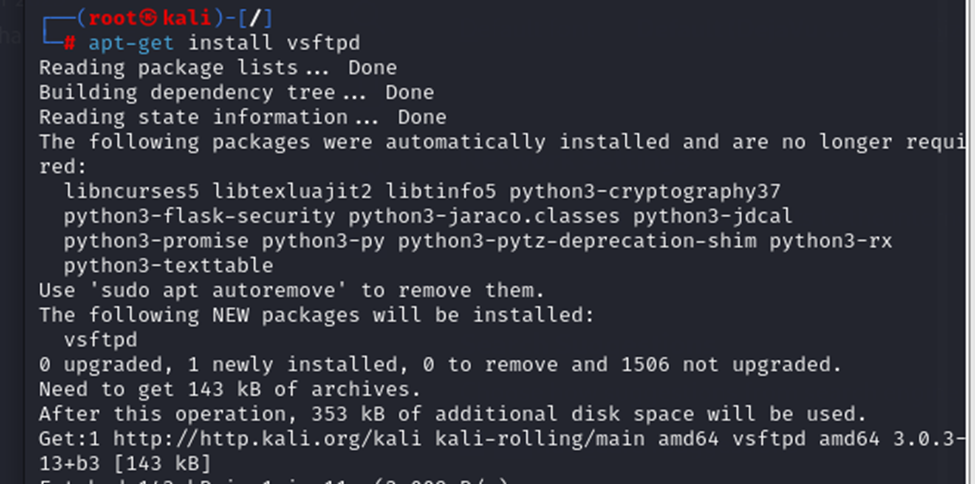 ┌──(root㉿kali)-[/]
└─# apt-get install vsftpd
Reading package lists... Done
Building dependency tree... Done
Reading state information... Done
The following packages were automatically installed and are no longer requi
red:
libncurses5 libtexluajit2 libtinfo5 python3-cryptography37
python3-flask-security python3-jaraco.classes python3-jdcal
python3-promise python3-py python3-pytz-deprecation-shim python3-rx
python3-texttable
Use 'sudo apt autoremove' to remove them.
The following NEW packages will be installed:
vsftpd
0 upgraded, 1 newly installed, 0 to remove and 1506 not upgraded.
Need to get 143 kB of archives.
After this operation, 353 kB of additional disk space will be used.
Get:1 http://http.kali.org/kali kali-rolling/main amd64 vsftpd amd64 3.0.3-
13+b3 [143 kB]